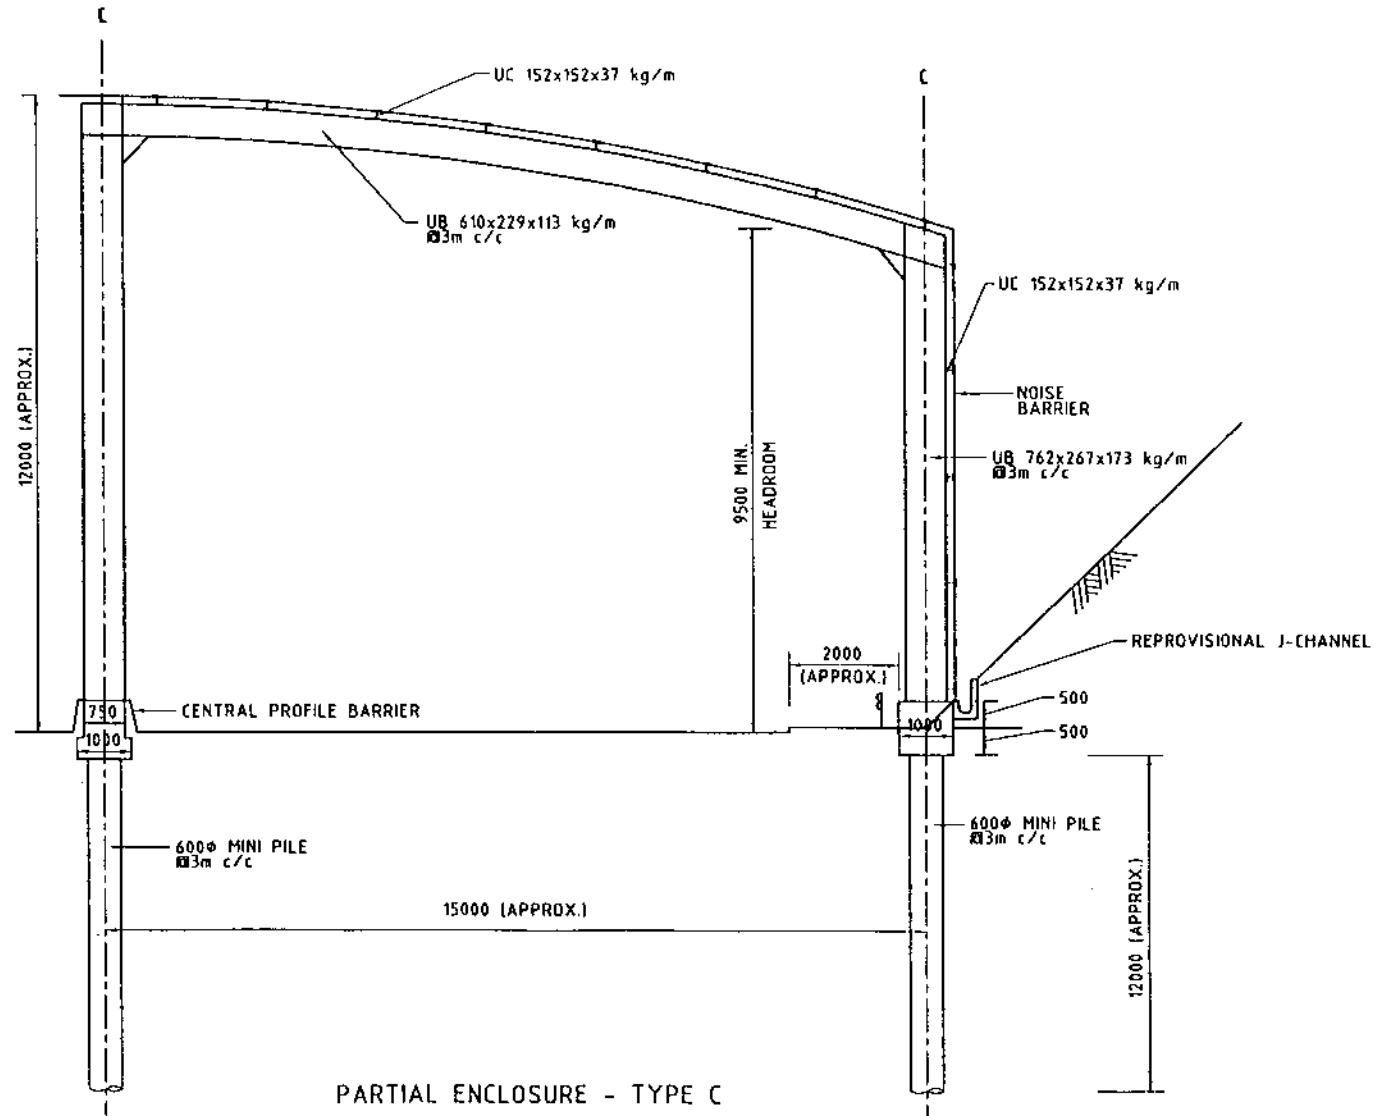 ℄
℄
UC 152x152x37 kg/m
UB 610x229x113 kg/m
@3m c/c
UC 152x152x37 kg/m
12000 (APPROX.)
9500 MIN.
HEADROOM
NOISE
BARRIER
UB 762x267x173 kg/m
@3m c/c
2000
(APPROX.)
REPROVISIONAL J-CHANNEL
500
500
750
CENTRAL PROFILE BARRIER
1000
1000
600Φ MINI PILE
@3m c/c
600Φ MINI PILE
@3m c/c
15000 (APPROX.)
12000 (APPROX.)
PARTIAL ENCLOSURE - TYPE C